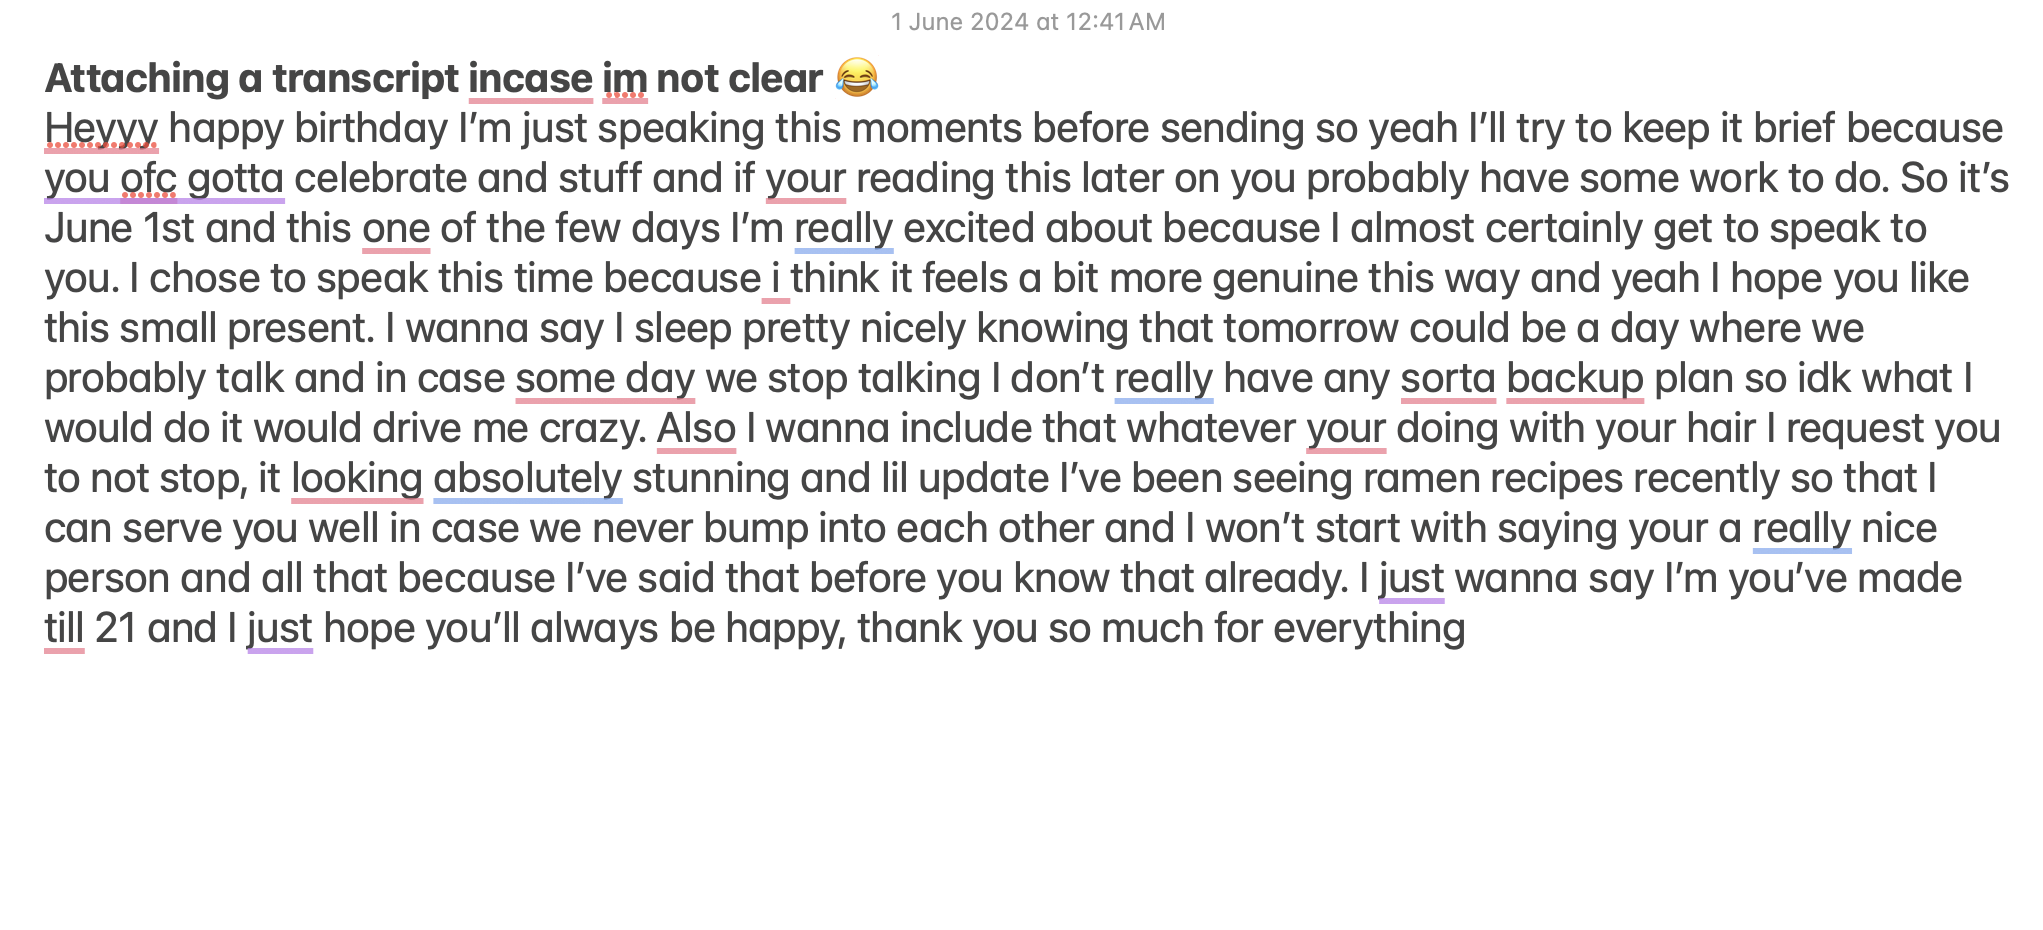 1 June 2024 at 12:41 AM
Attaching a transcript incase im not clear 😂
Heyyy happy birthday I’m just speaking this moments before sending so yeah I’ll try to keep it brief because
you ofc gotta celebrate and stuff and if your reading this later on you probably have some work to do. So it’s
June 1st and this one of the few days I’m really excited about because I almost certainly get to speak to
you. I chose to speak this time because i think it feels a bit more genuine this way and yeah I hope you like
this small present. I wanna say I sleep pretty nicely knowing that tomorrow could be a day where we
probably talk and in case some day we stop talking I don’t really have any sorta backup plan so idk what I
would do it would drive me crazy. Also I wanna include that whatever your doing with your hair I request you
to not stop, it looking absolutely stunning and lil update I’ve been seeing ramen recipes recently so that I
can serve you well in case we never bump into each other and I won’t start with saying your a really nice
person and all that because I’ve said that before you know that already. I just wanna say I’m you’ve made
till 21 and I just hope you’ll always be happy, thank you so much for everything